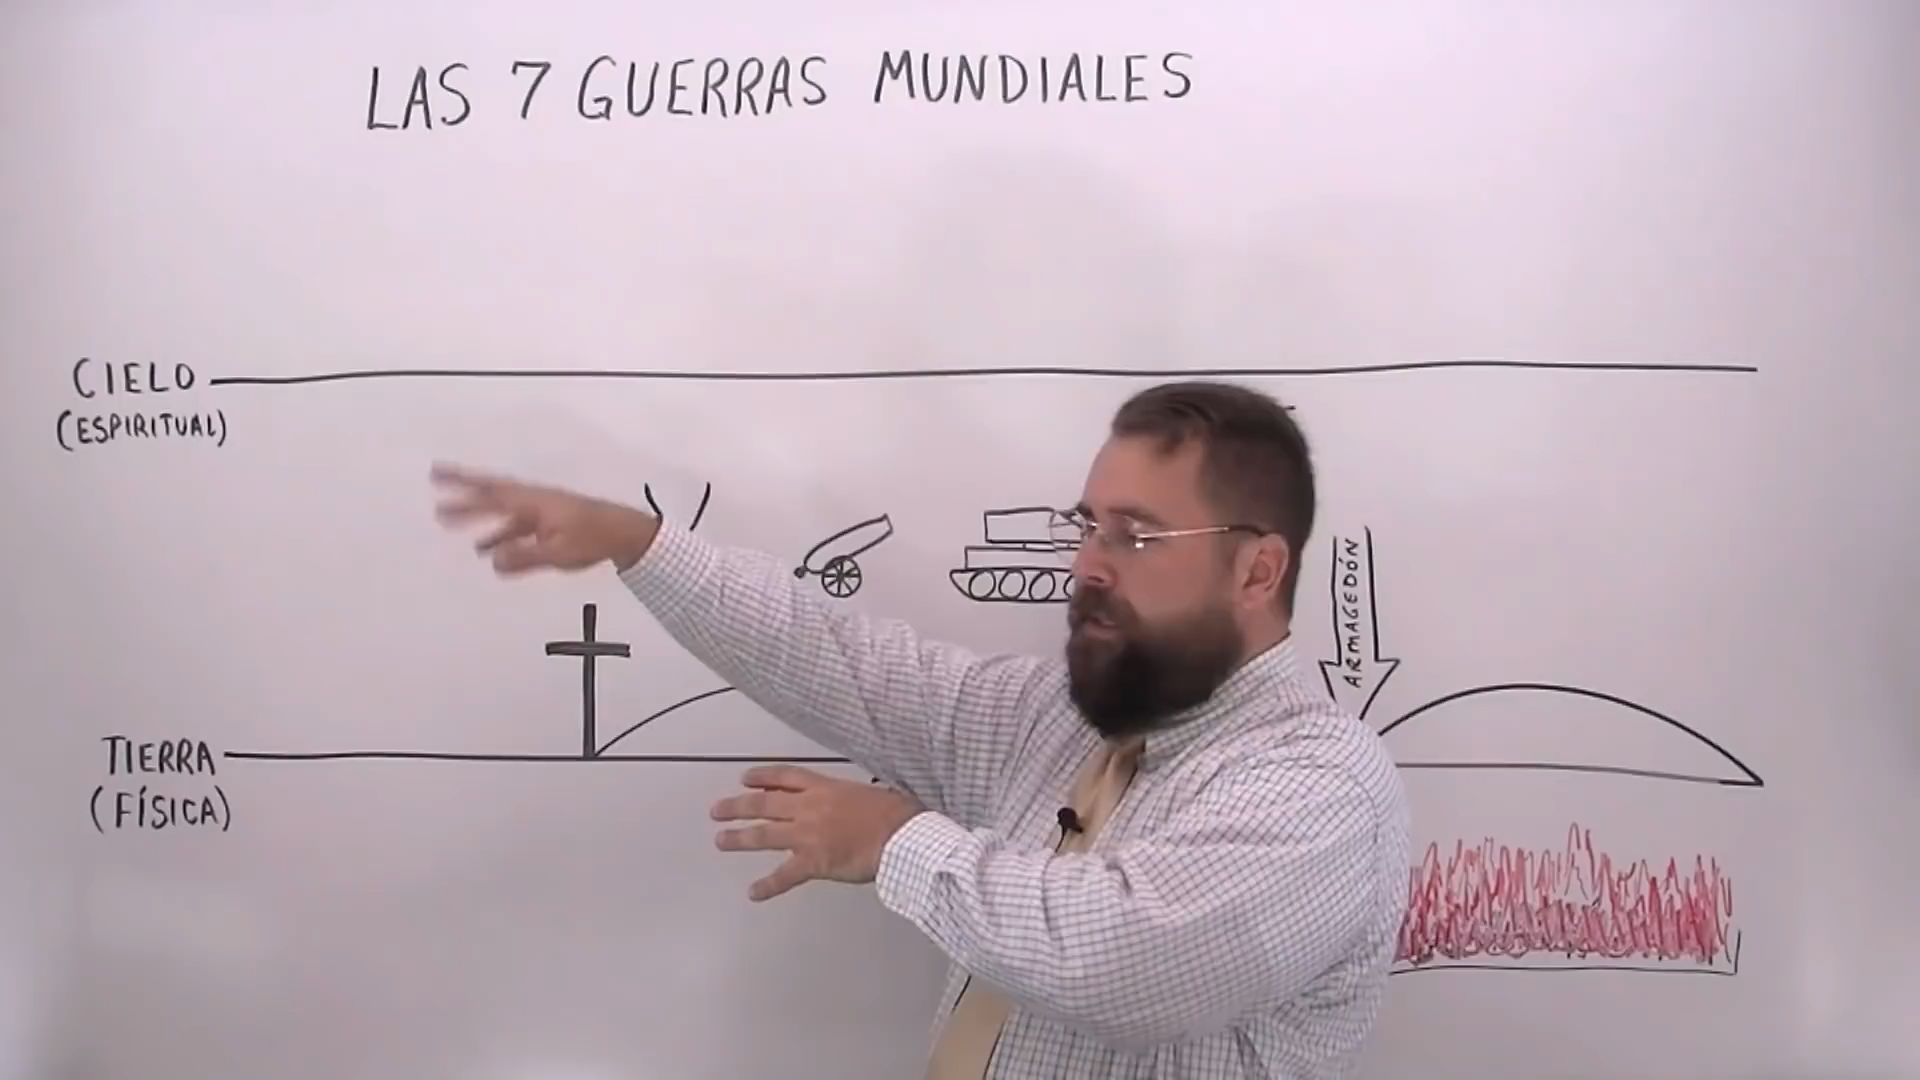 LAS 7 GUERRAS MUNDIALES
CIELO
(ESPIRITUAL)
ARMAGEDÓN
TIERRA
(FÍSICA)